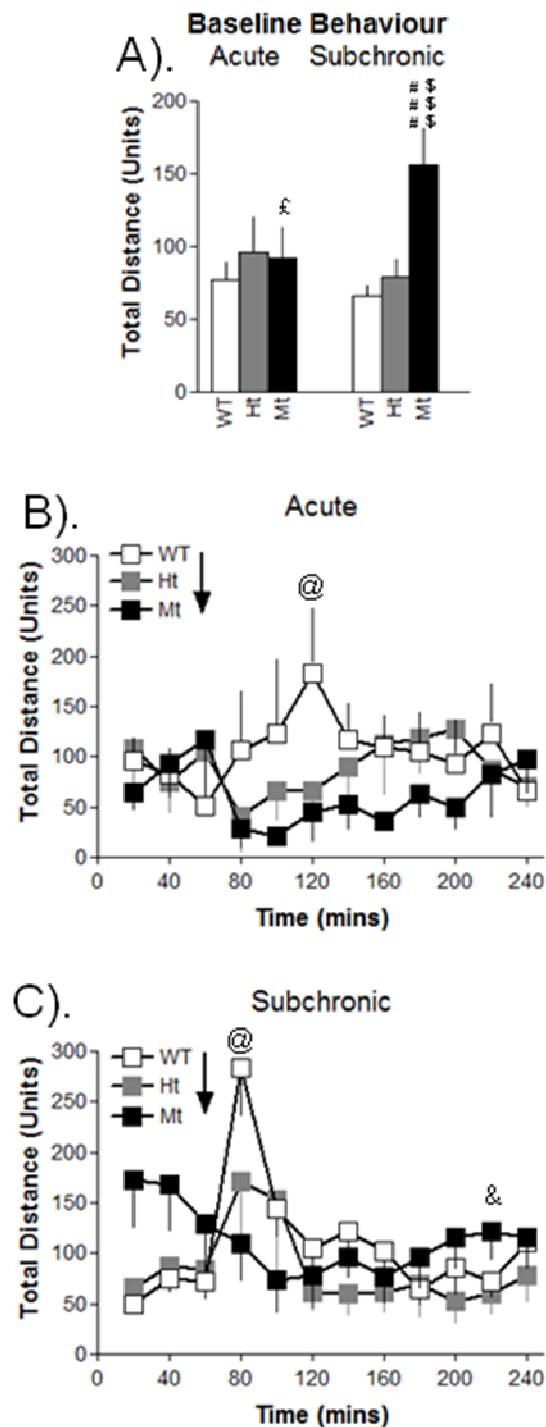 Baseline Behaviour
A).
Acute Subchronic
$$$
£
Total Distance (Units)
200
150
100
50
0
WT Ht Mt WT Ht Mt
B).
Acute
WT
Ht
Mt
@
Total Distance (Units)
300
250
200
150
100
50
0
0 40 80 120 160 200 240
Time (mins)
C).
Subchronic
WT
Ht
Mt
@
&
Total Distance (Units)
300
250
200
150
100
50
0
0 40 80 120 160 200 240
Time (mins)